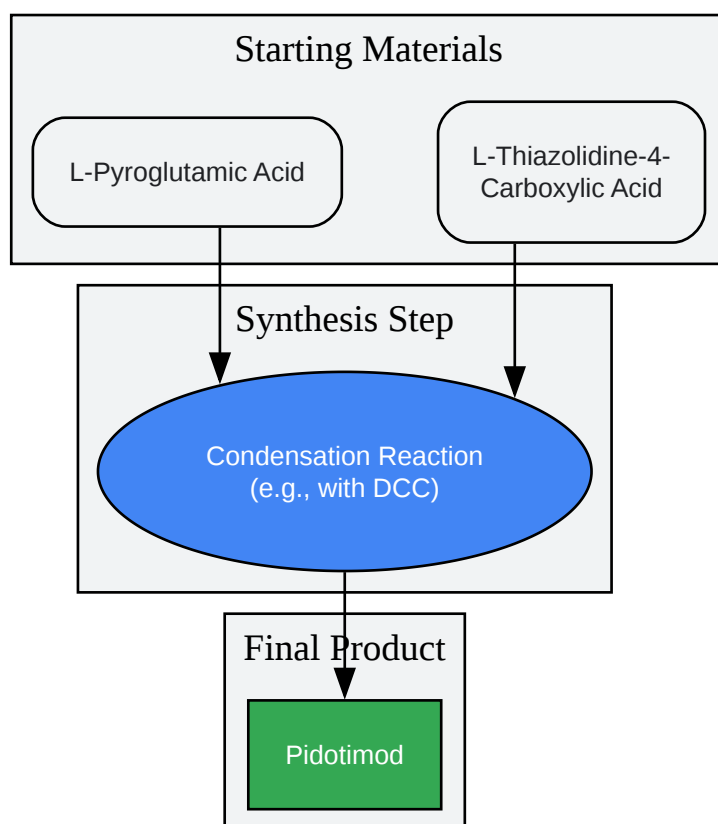 Starting Materials
L-Pyroglutamic Acid
L-Thiazolidine-4-
Carboxylic Acid
Synthesis Step
Condensation Reaction
(e.g., with DCC)
Final Product
Pidotimod